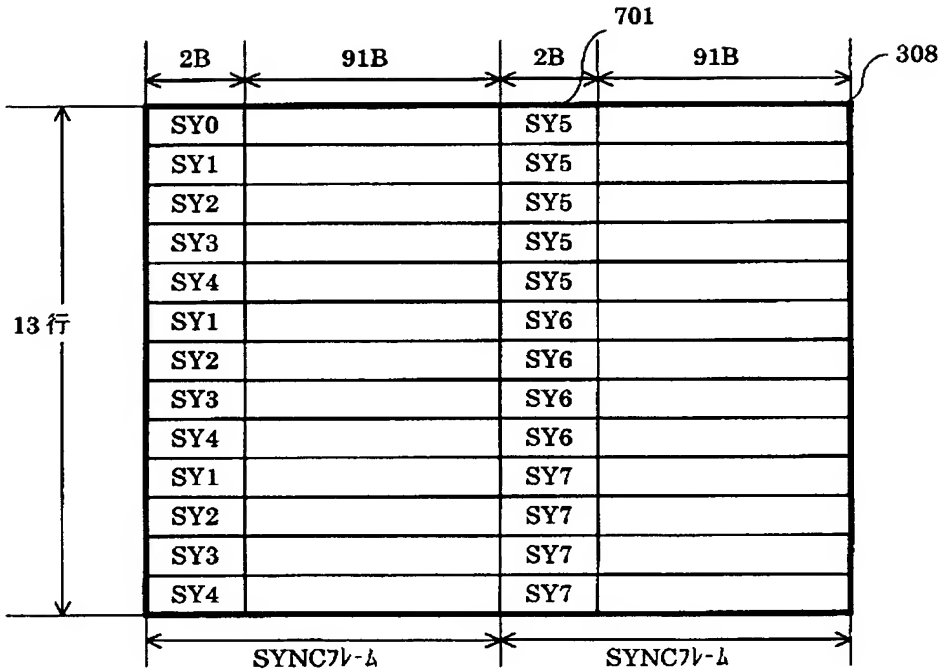 701
2B 91B 2B 91B 308
SY0 SY5
SY1 SY5
SY2 SY5
SY3 SY5
SY4 SY5
13行 SY1 SY6
SY2 SY6
SY3 SY6
SY4 SY6
SY1 SY7
SY2 SY7
SY3 SY7
SY4 SY7
SYNCﾌﾚｰﾑ SYNCﾌﾚｰﾑ